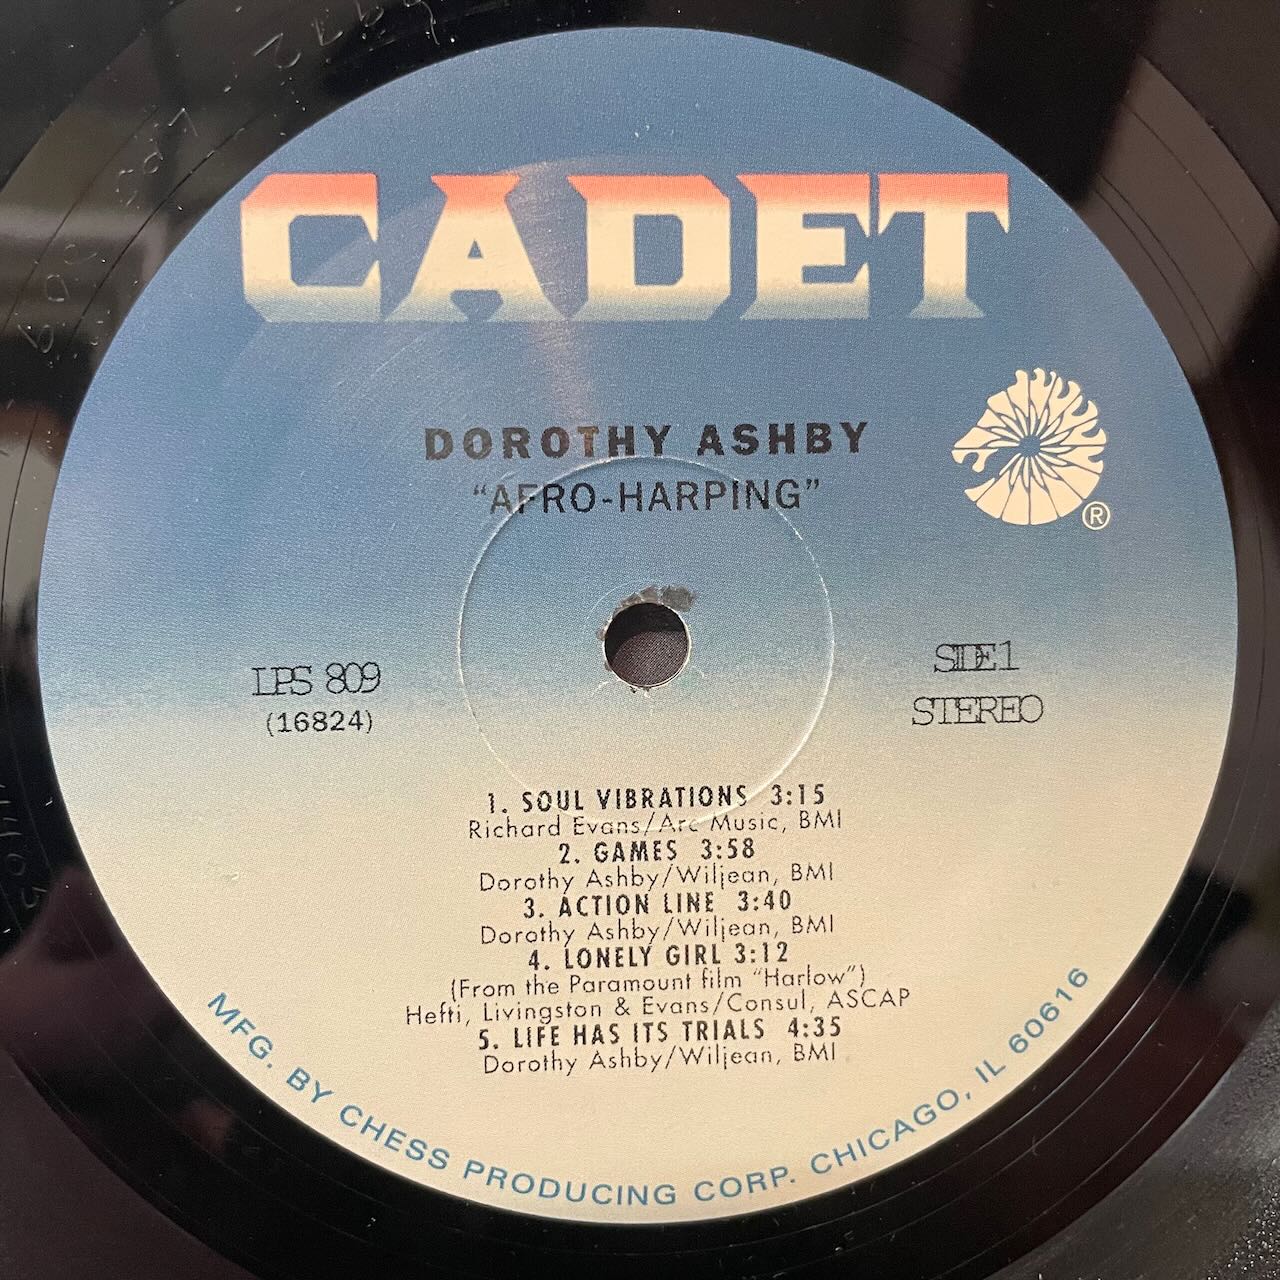 CADET
DOROTHY ASHBY
“AFRO-HARPING”
®
LPS 809
(16824)
SIDE 1
STEREO
1. SOUL VIBRATIONS 3:15
Richard Evans/Arc Music, BMI
2. GAMES 3:58
Dorothy Ashby/Wiljean, BMI
3. ACTION LINE 3:40
Dorothy Ashby/Wiljean, BMI
4. LONELY GIRL 3:12
(From the Paramount film “Harlow”)
Hefti, Livingston & Evans/Consul, ASCAP
5. LIFE HAS ITS TRIALS 4:35
Dorothy Ashby/Wiljean, BMI
MFG. BY CHESS PRODUCING CORP. CHICAGO, IL 60616